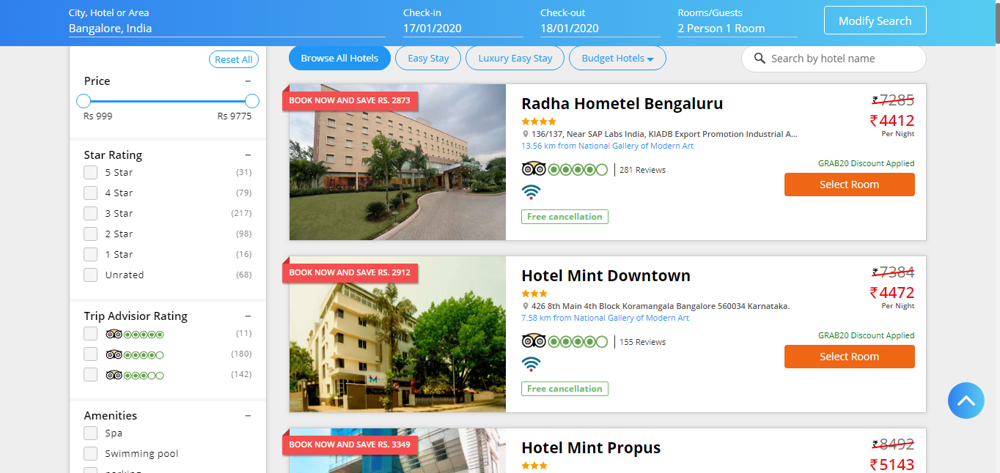 City, Hotel or Area
Bangalore, India
Check-in
17/01/2020
Check-out
18/01/2020
Rooms/Guests
2 Person 1 Room
Modify Search
Reset All
Price
Rs 999
Rs 9775
Star Rating
5 Star (31)
4 Star (79)
3 Star (217)
2 Star (98)
1 Star (16)
Unrated (68)
Trip Advisior Rating
(11)
(180)
(142)
Amenities
Spa
Swimming pool
parking
Browse All Hotels
Easy Stay
Luxury Easy Stay
Budget Hotels
Search by hotel name
BOOK NOW AND SAVE RS. 2873
Radha Hometel Bengaluru
136/137, Near SAP Labs India, KIADB Export Promotion Industrial A...
13.56 km from National Gallery of Modern Art
281 Reviews
Free cancellation
₹7285
₹4412
Per Night
GRAB20 Discount Applied
Select Room
BOOK NOW AND SAVE RS. 2912
Hotel Mint Downtown
426 8th Main 4th Block Koramangala Bangalore 560034 Karnataka.
7.58 km from National Gallery of Modern Art
155 Reviews
Free cancellation
₹7384
₹4472
Per Night
GRAB20 Discount Applied
Select Room
BOOK NOW AND SAVE RS. 3349
Hotel Mint Propus
₹8492
₹5143